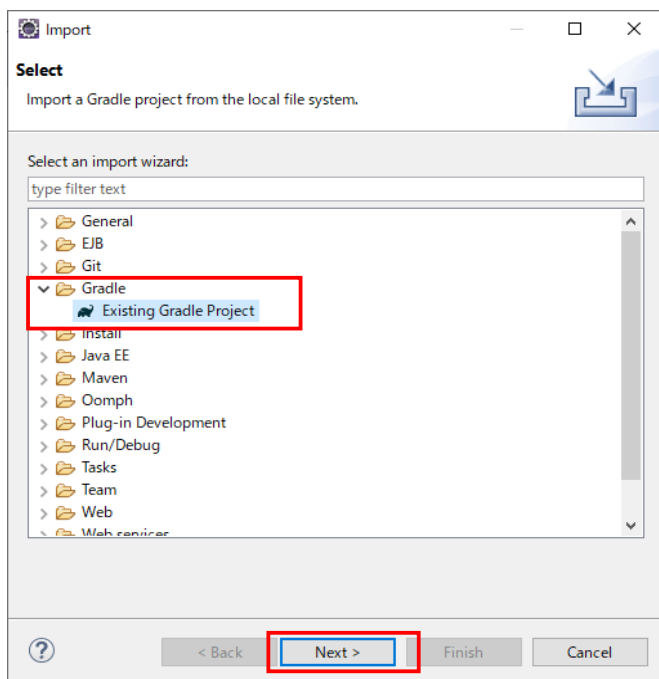 Import
Select
Import a Gradle project from the local file system.
Select an import wizard:
type filter text
General
EJB
Git
Gradle
Existing Gradle Project
Install
Java EE
Maven
Oomph
Plug-in Development
Run/Debug
Tasks
Team
Web
Web services
? < Back Next > Finish Cancel